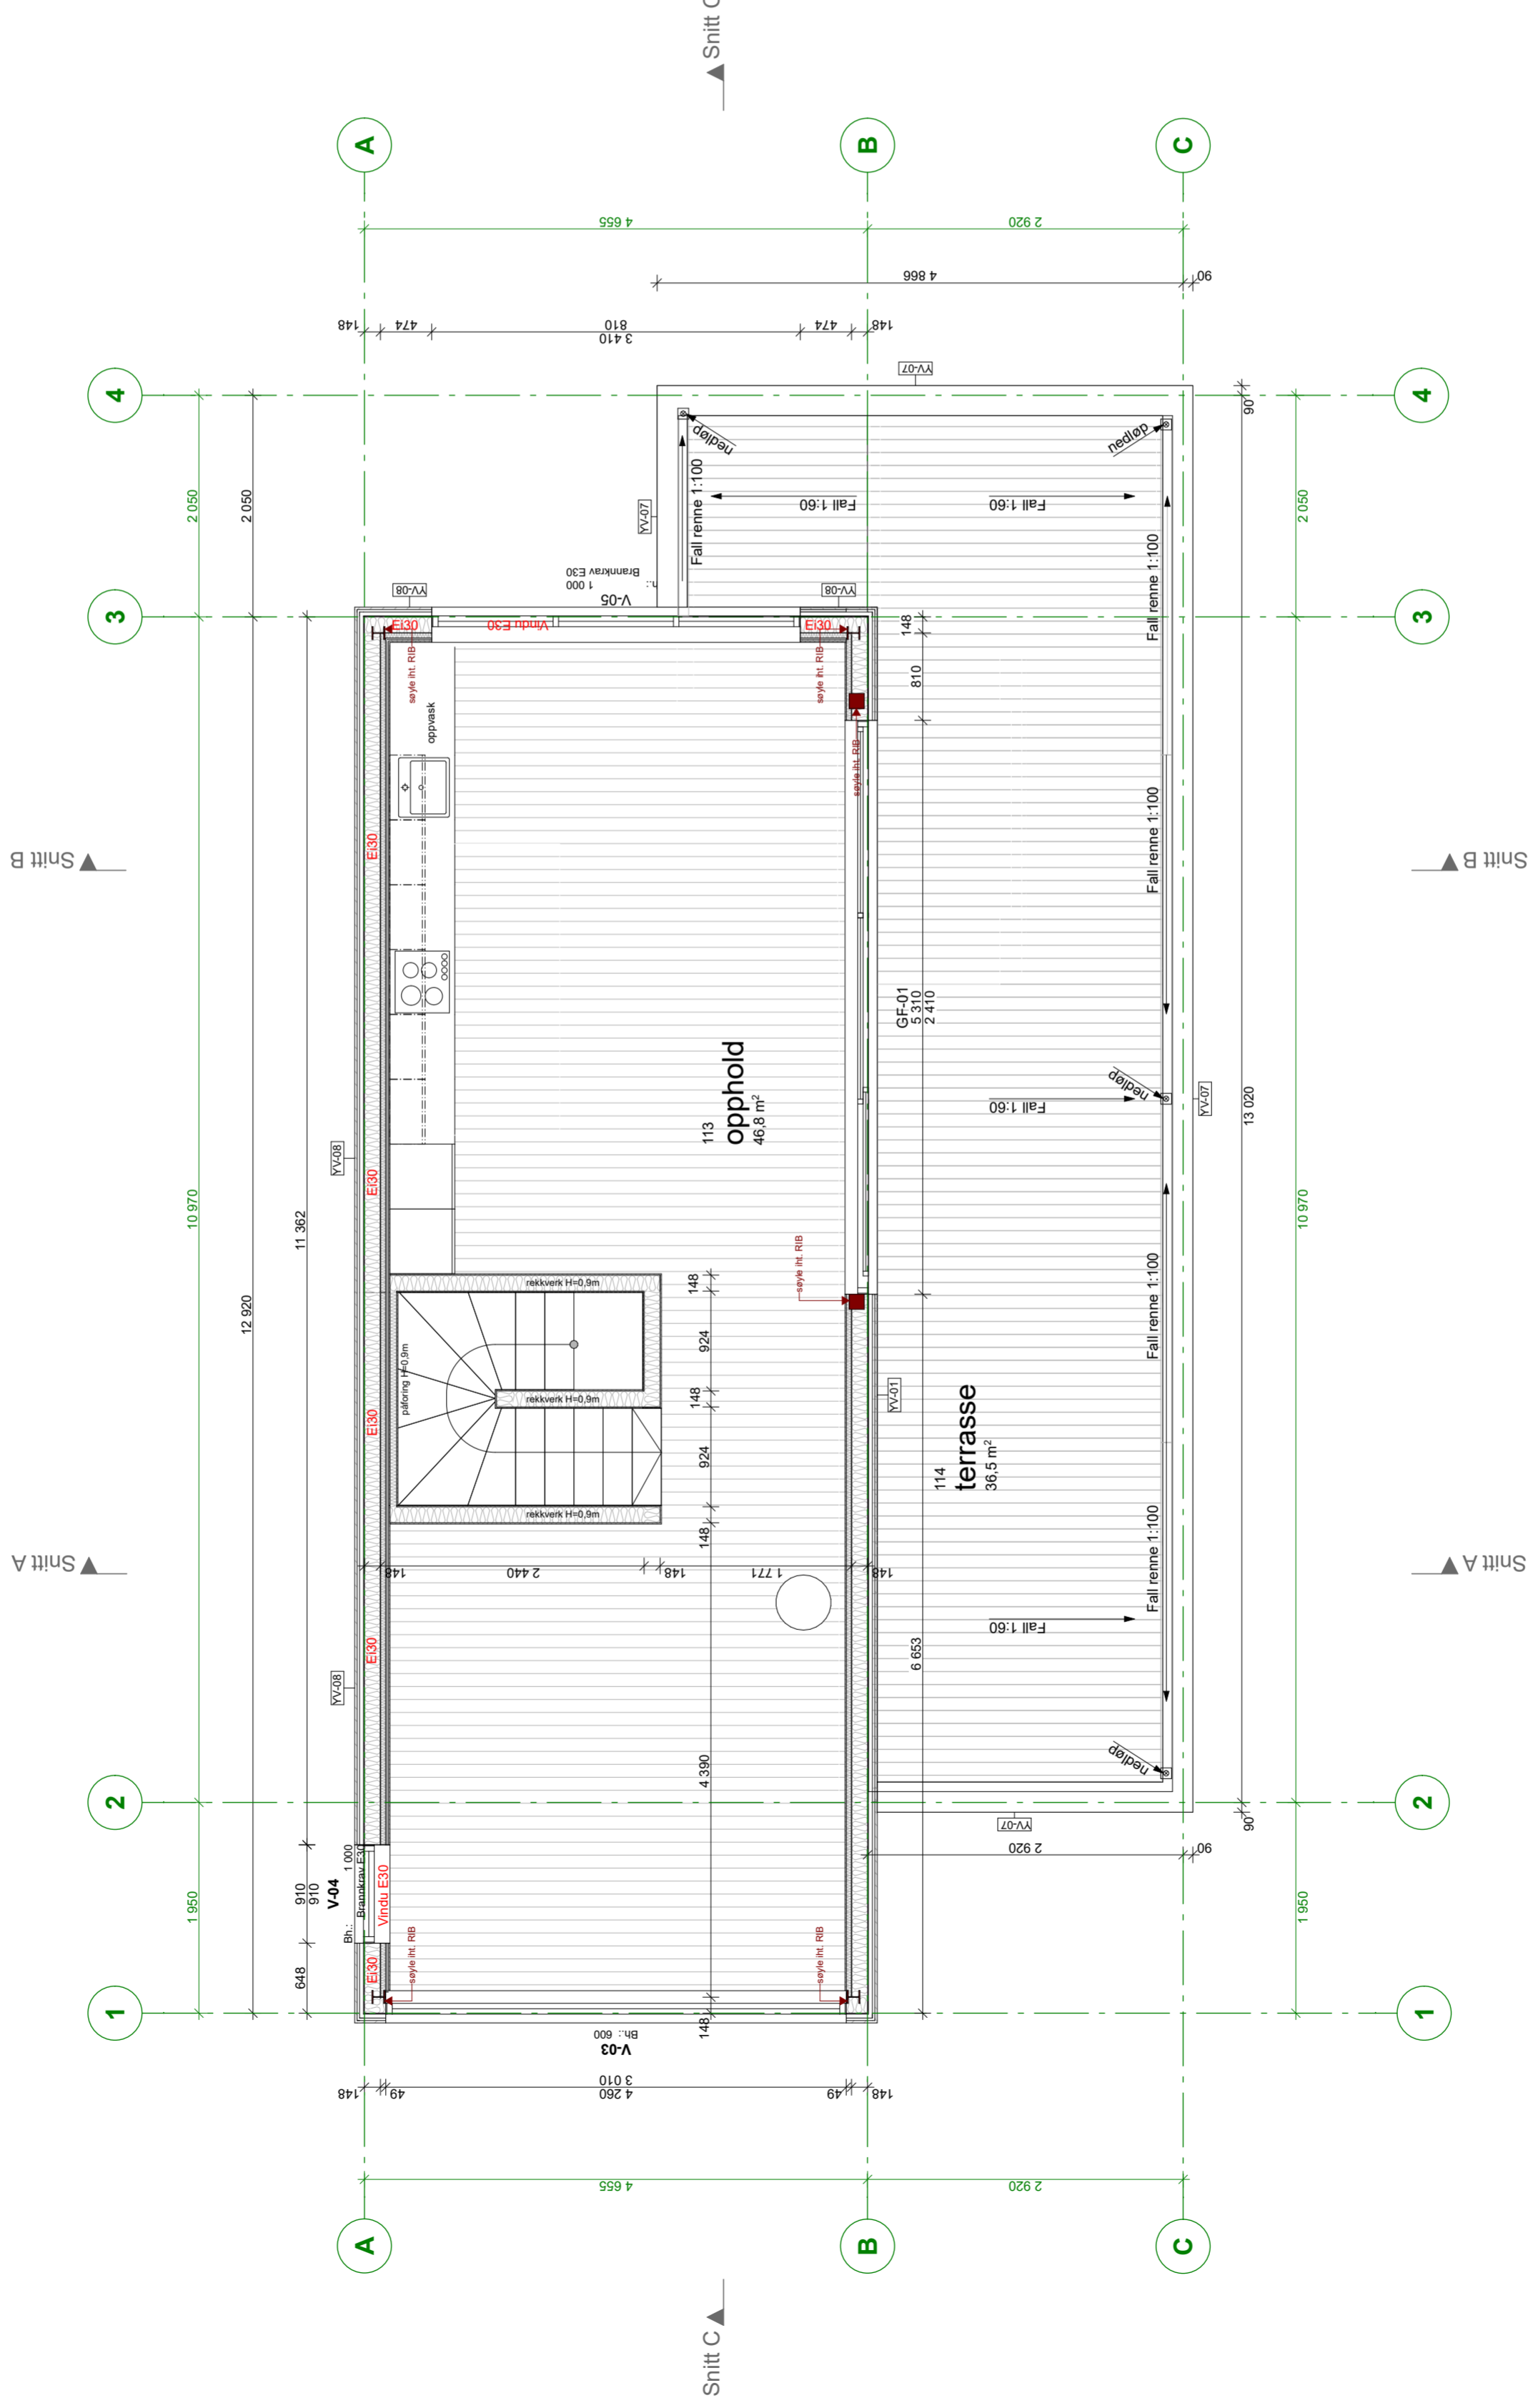 Snitt C
A
B
C
4 655
2 920
4 866
90
148
474
3 410
810
474
148
4
4
YV-07
90
nedløp
nedløp
2 050
2 050
2 050
Fall renne 1:100
Fall 1:60
Fall 1:60
YV-07
Brannkrav E30
1 000
V-05
YV-08
YV-08
Fall renne 1:100
3
3
Ei30
Vindu E30
Ei30
148
søyle iht. RIB
søyle iht. RIB
810
oppvask
søyle iht. RIB
Ei30
Fall renne 1:100
Snitt B
Snitt B
GF-01
5 310
2 410
113
opphold
46,8 m²
nedløp
Fall 1:60
YV-07
13 020
YV-08
Ei30
10 970
11 362
12 920
10 970
søyle iht. RIB
rekkverk H=0,9m
148
924
påforing H=0,9m
rekkverk H=0,9m
148
924
Ei30
YV-01
Fall renne 1:100
114
terrasse
36,5 m²
rekkverk H=0,9m
148
Snitt A
Snitt A
148
2 440
148
1 771
148
Fall renne 1:100
Fall 1:60
Ei30
YV-08
6 653
4 390
nedløp
2
2
YV-07
90
2 920
90
910
910
V-04
Bh.: 1 000
Brannkrav E30
Vindu E30
1 950
1 950
648
Ei30
søyle iht. RIB
søyle iht. RIB
1
1
148
Bh.: 600
V-03
148
49
4 260
3 010
49
148
4 655
2 920
A
B
C
Snitt C